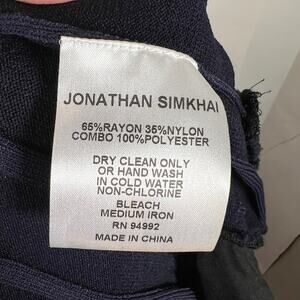 JONATHAN SIMKHAI
65%RAYON 35%NYLON
COMBO 100%POLYESTER
DRY CLEAN ONLY
OR HAND WASH
IN COLD WATER
NON-CHLORINE
BLEACH
MEDIUM IRON
RN 94992
MADE IN CHINA